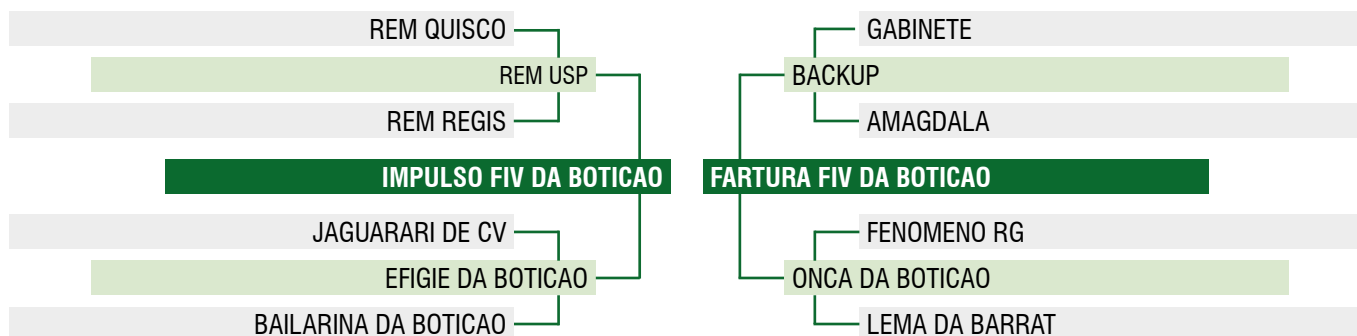 REM QUISCO
GABINETE
REM USP
BACKUP
REM REGIS
AMAGDALA
IMPULSO FIV DA BOTICAO
FARTURA FIV DA BOTICAO
JAGUARARI DE CV
FENOMENO RG
EFIGIE DA BOTICAO
ONCA DA BOTICAO
BAILARINA DA BOTICAO
LEMA DA BARRAT